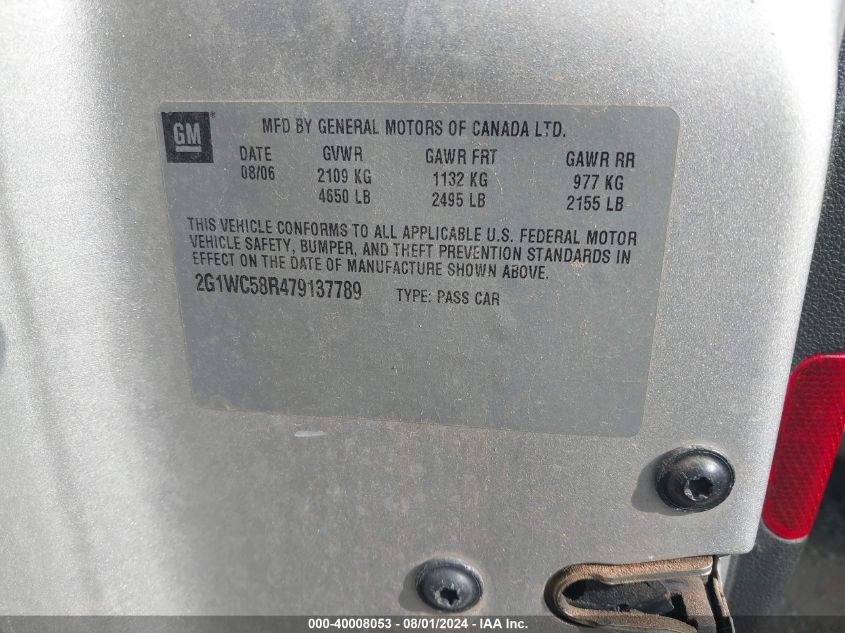 GM
MFD BY GENERAL MOTORS OF CANADA LTD.
DATE GVWR GAWR FRT GAWR RR
08/06 2109 KG 1132 KG 977 KG
4650 LB 2495 LB 2155 LB
THIS VEHICLE CONFORMS TO ALL APPLICABLE U.S. FEDERAL MOTOR
VEHICLE SAFETY, BUMPER, AND THEFT PREVENTION STANDARDS IN
EFFECT ON THE DATE OF MANUFACTURE SHOWN ABOVE.
2G1WC58R479137789 TYPE: PASS CAR
000-40008053 - 08/01/2024 - IAA Inc.